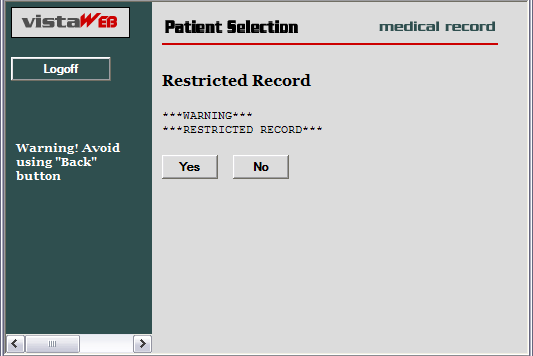 vistaWEB
Logoff
Warning! Avoid
using "Back"
button
Patient Selection
medical record
Restricted Record
***WARNING***
***RESTRICTED RECORD***
Yes
No